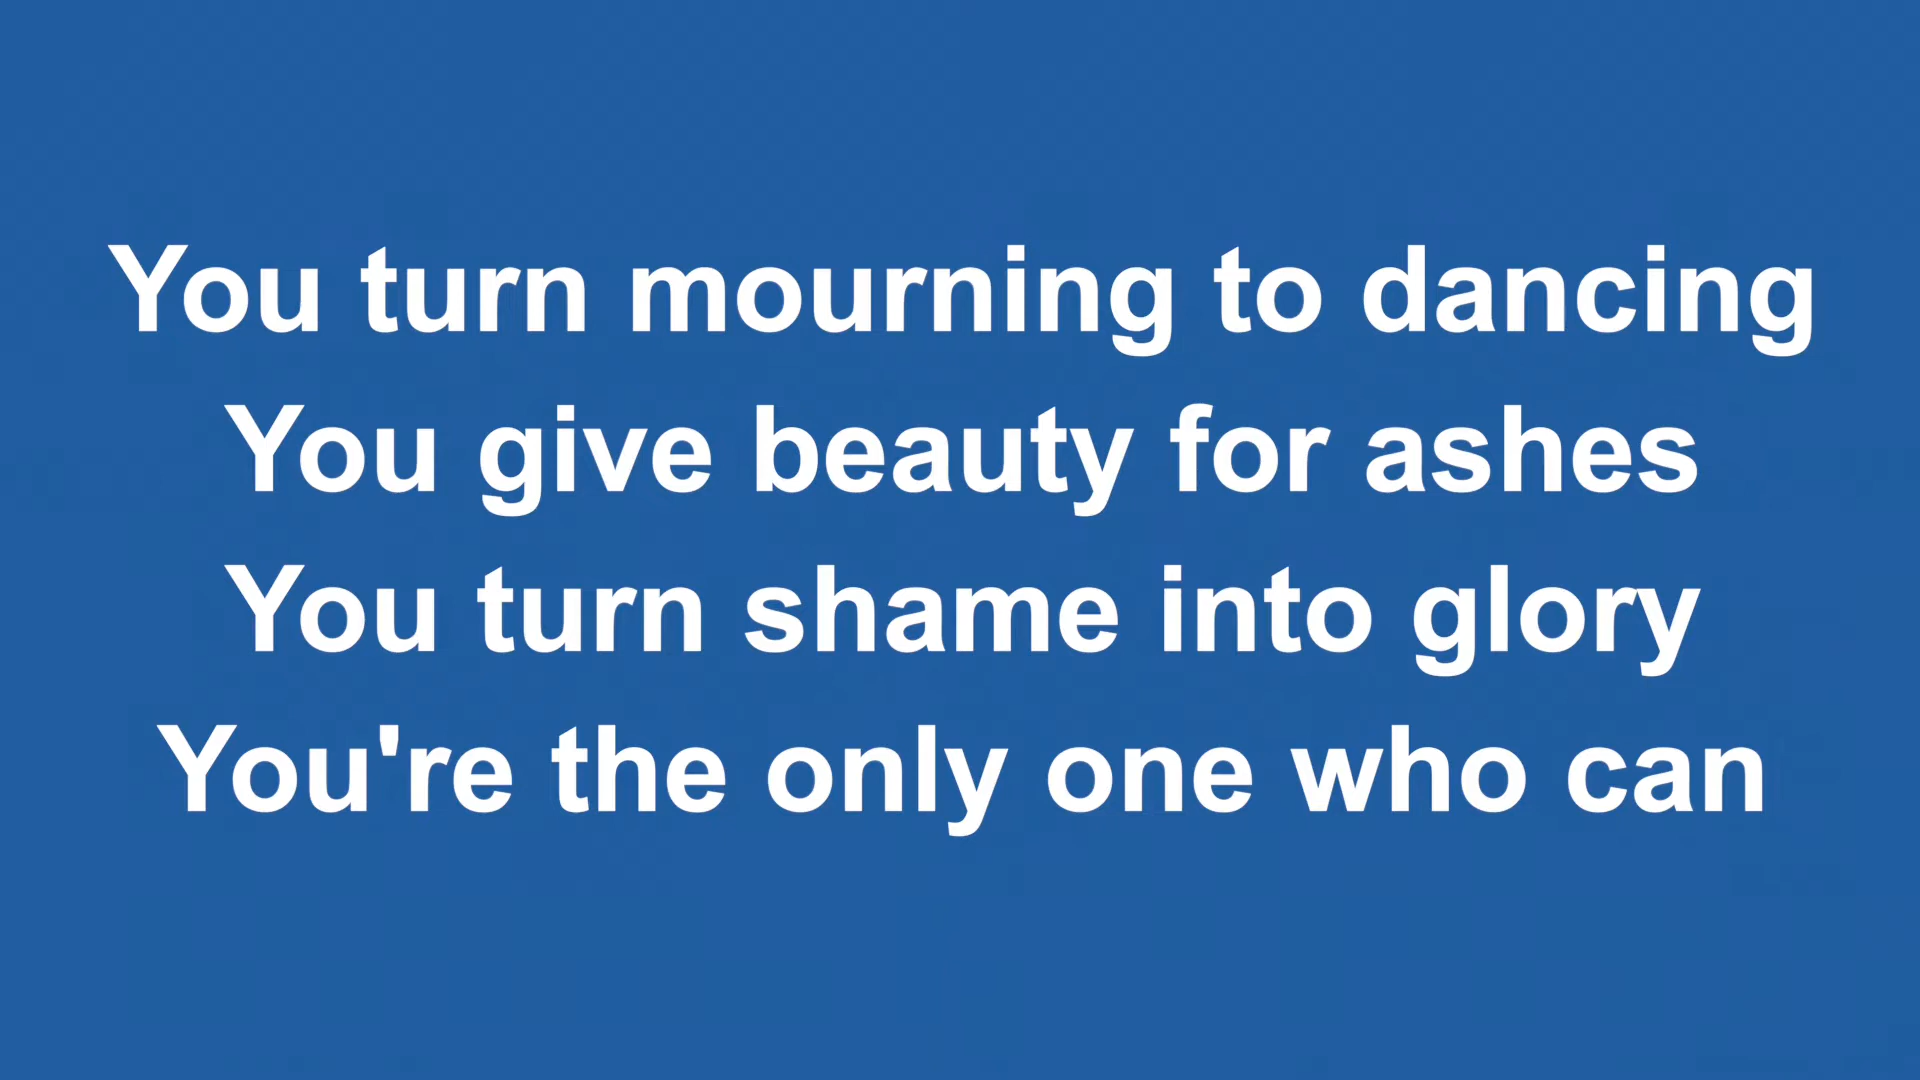 You turn mourning to dancing
You give beauty for ashes
You turn shame into glory
You're the only one who can